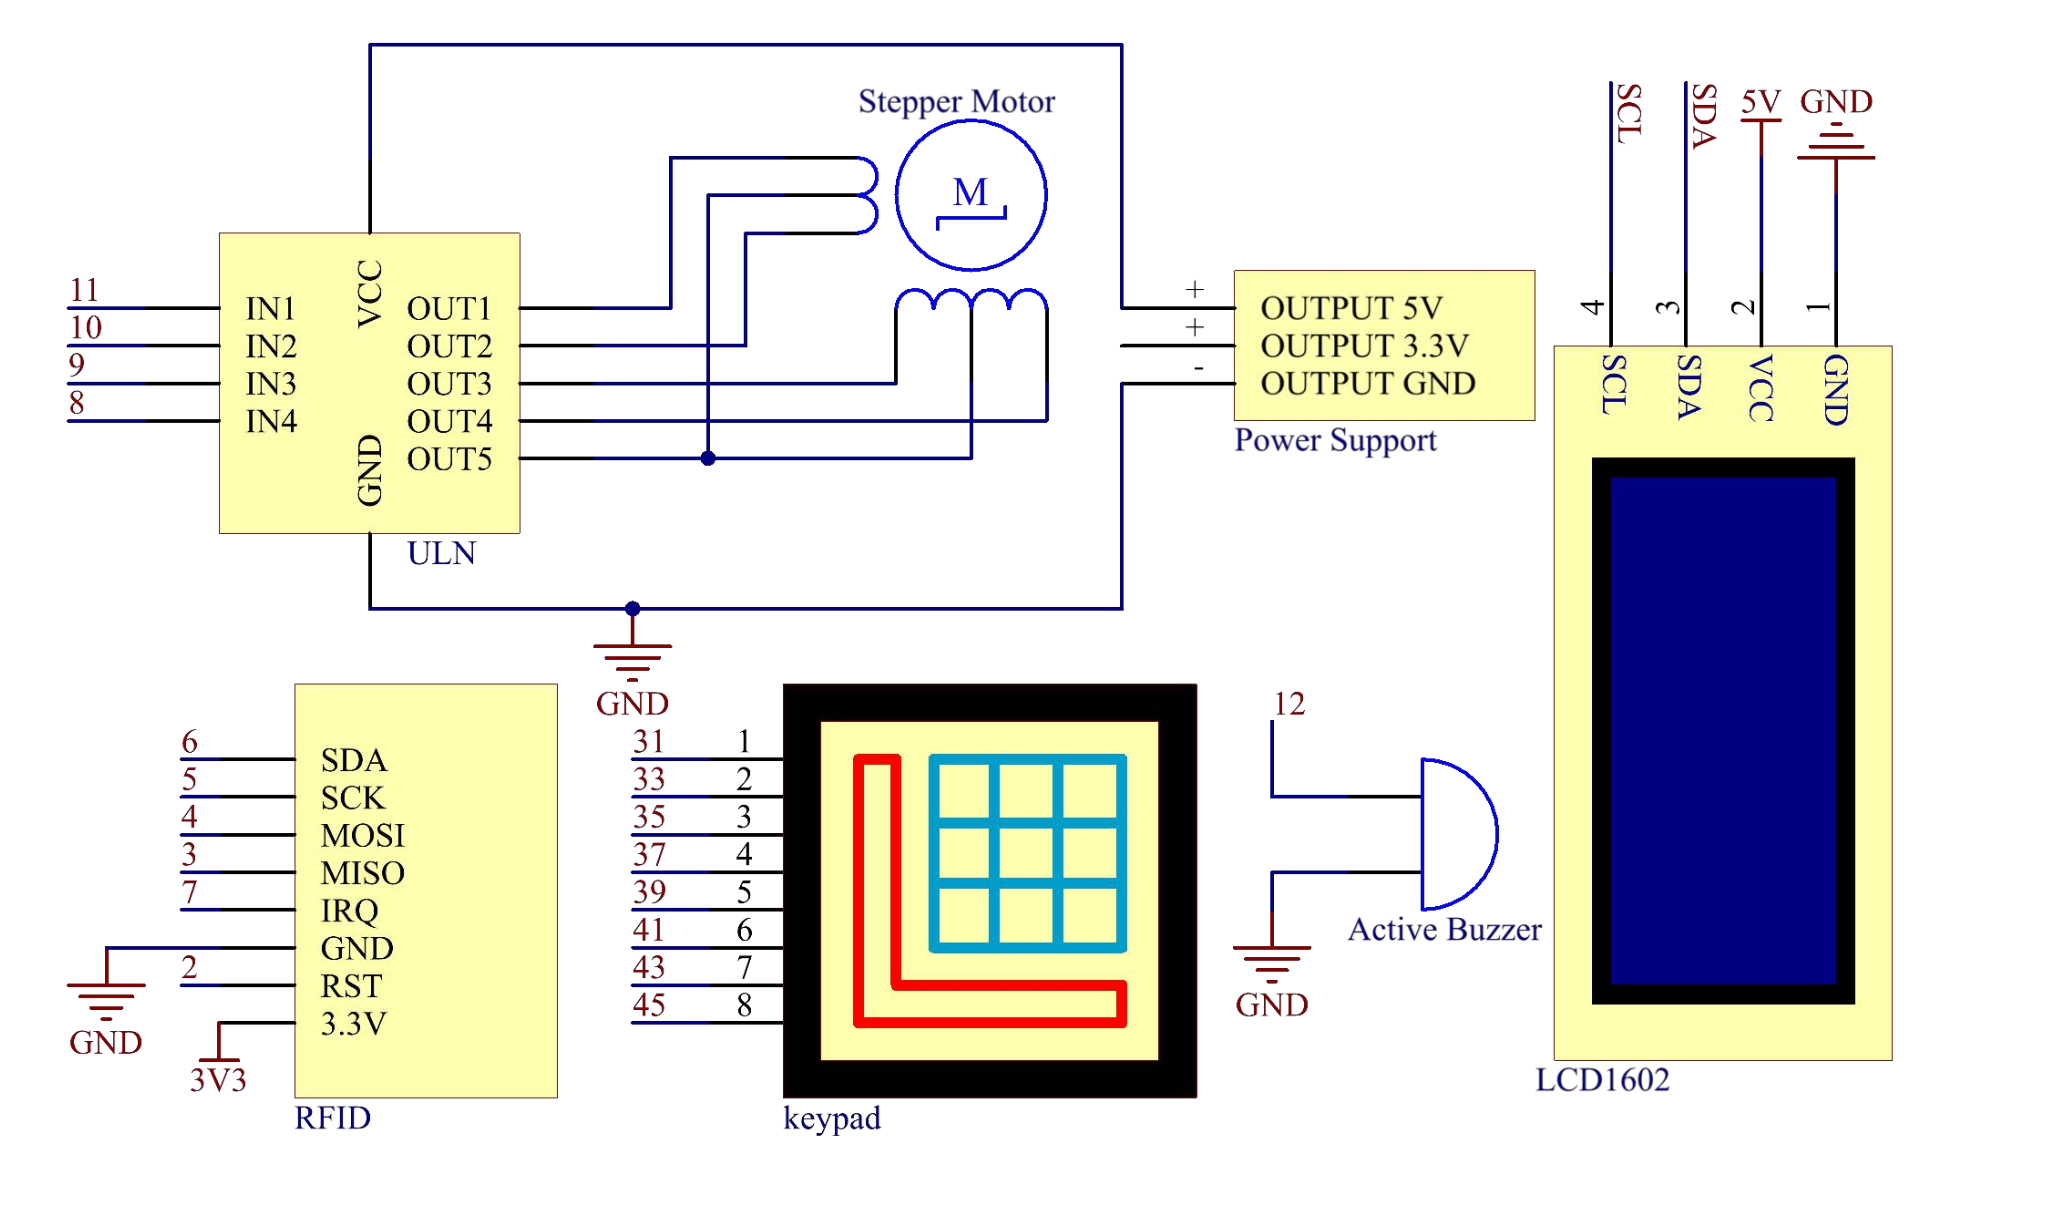 Stepper Motor
M
11
10
9
8
IN1
IN2
IN3
IN4
VCC
GND
OUT1
OUT2
OUT3
OUT4
OUT5
ULN
GND
+
+
-
OUTPUT 5V
OUTPUT 3.3V
OUTPUT GND
Power Support
SCL
SDA
5V
GND
4
3
2
1
SCL
SDA
VCC
GND
LCD1602
6
5
4
3
7
2
SDA
SCK
MOSI
MISO
IRQ
GND
RST
3.3V
GND
3V3
RFID
31
33
35
37
39
41
43
45
1
2
3
4
5
6
7
8
keypad
12
Active Buzzer
GND